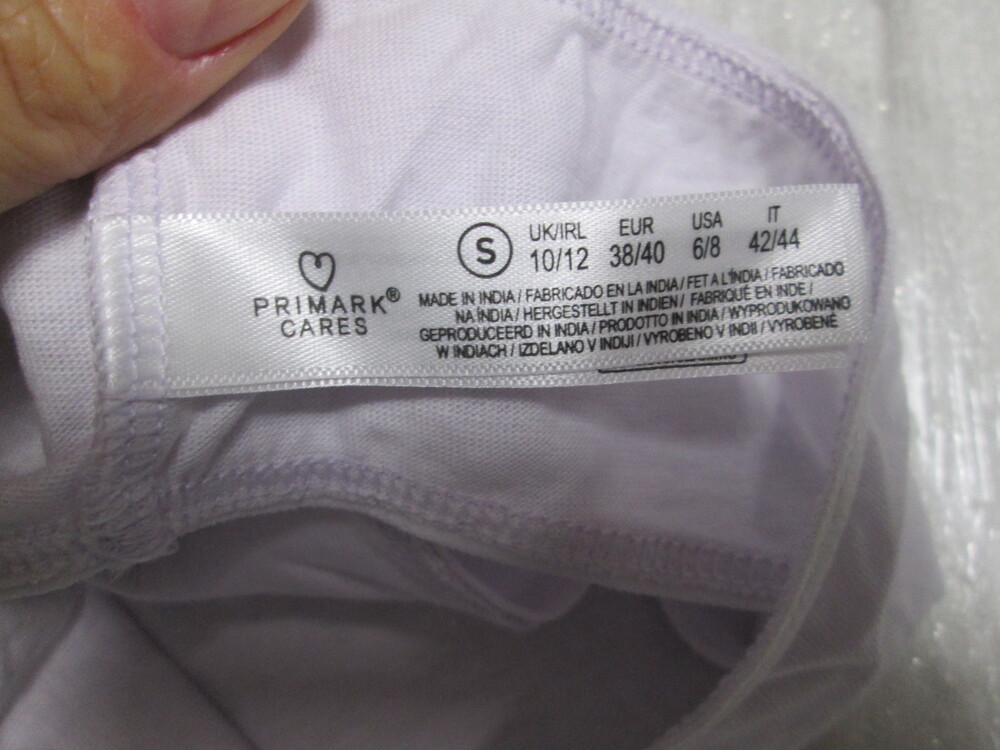 PRIMARK®
CARES
S
UK/IRL EUR USA IT
10/12 38/40 6/8 42/44
MADE IN INDIA / FABRICADO EN LA INDIA / FET A L'ÍNDIA / FABRICADO
NA ÍNDIA / HERGESTELLT IN INDIEN / FABRIQUÉ EN INDE /
GEPRODUCEERD IN INDIA / PRODOTTO IN INDIA / WYPRODUKOWANO
W INDIACH / IZDELANO V INDIJI / VYROBENO V INDII / VYROBENÉ